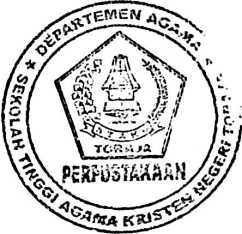 ★ DEPARTEMEN AGAMA ★
SEKOLAH TINGGI AGAMA KRISTEN NEGERI
TORAJA
PERPUSTAKAAN